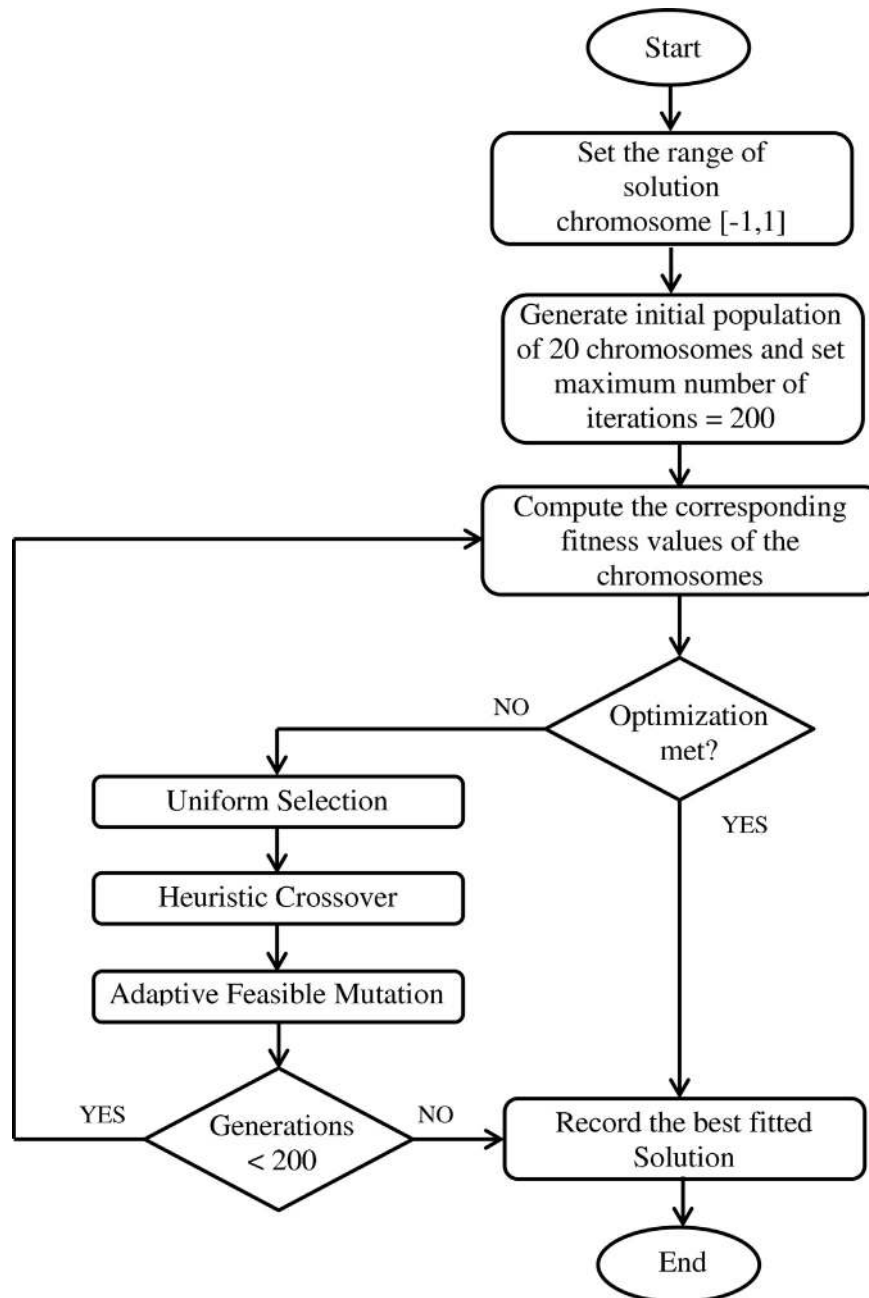 Start
Set the range of
solution
chromosome [-1,1]
Generate initial population
of 20 chromosomes and set
maximum number of
iterations = 200
Compute the corresponding
fitness values of the
chromosomes
Optimization
met?
NO
YES
Uniform Selection
Heuristic Crossover
Adaptive Feasible Mutation
Generations
< 200
YES
NO
Record the best fitted
Solution
End